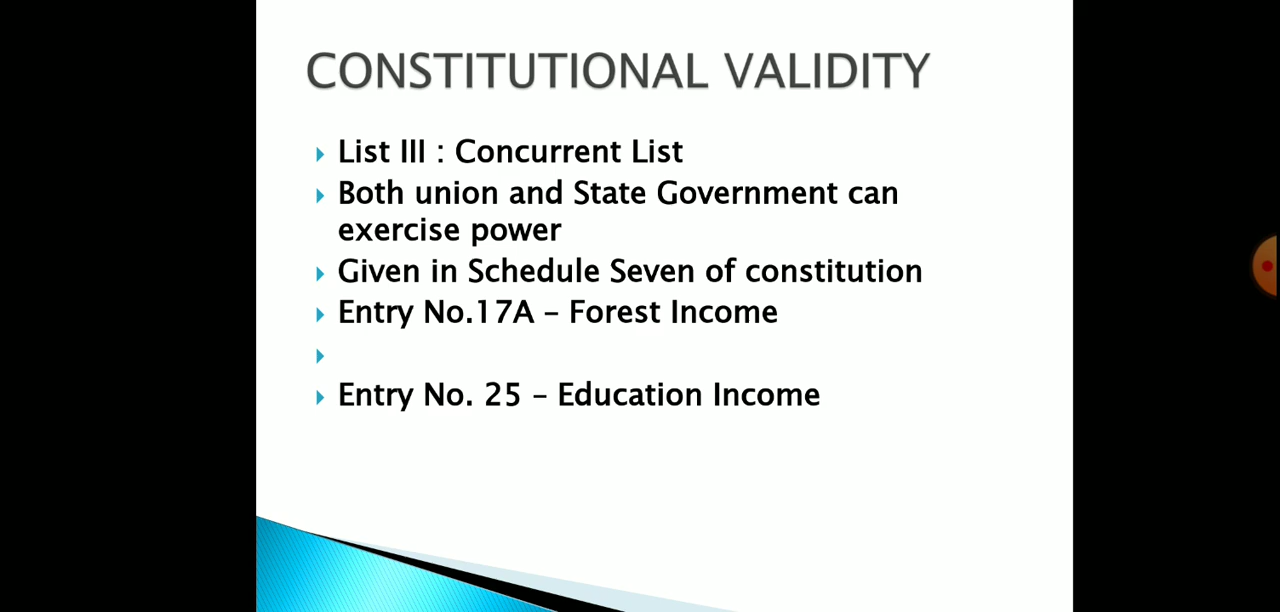 CONSTITUTIONAL VALIDITY
List III : Concurrent List
Both union and State Government can
exercise power
Given in Schedule Seven of constitution
Entry No.17A – Forest Income
Entry No. 25 – Education Income